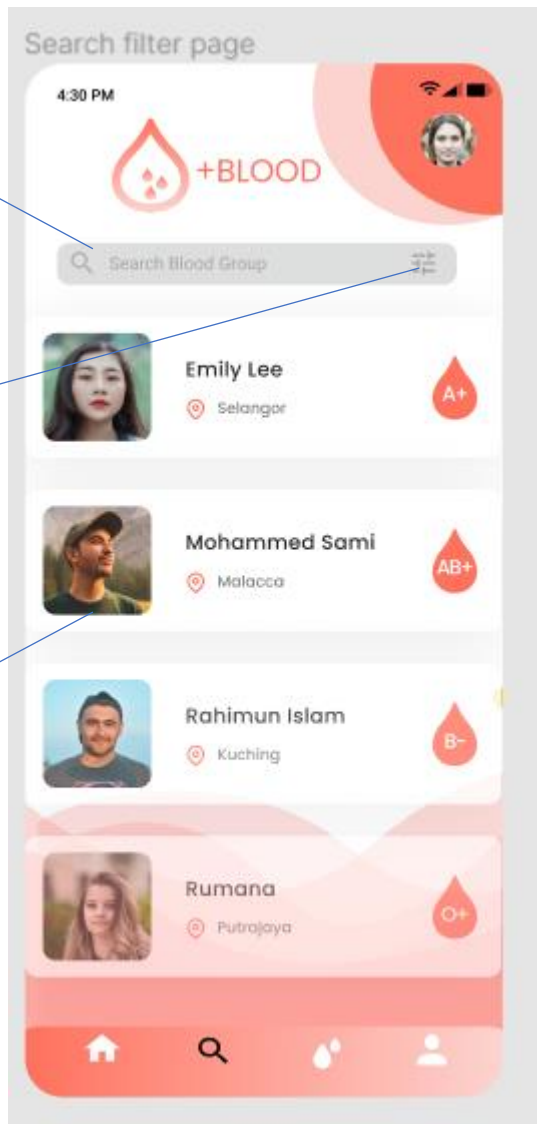 Search filter page
4:30 PM
+BLOOD
Search Blood Group
Emily Lee
Selangor
A+
Mohammed Sami
Malacca
AB+
Rahimun Islam
Kuching
B-
Rumana
Putrajaya
O+